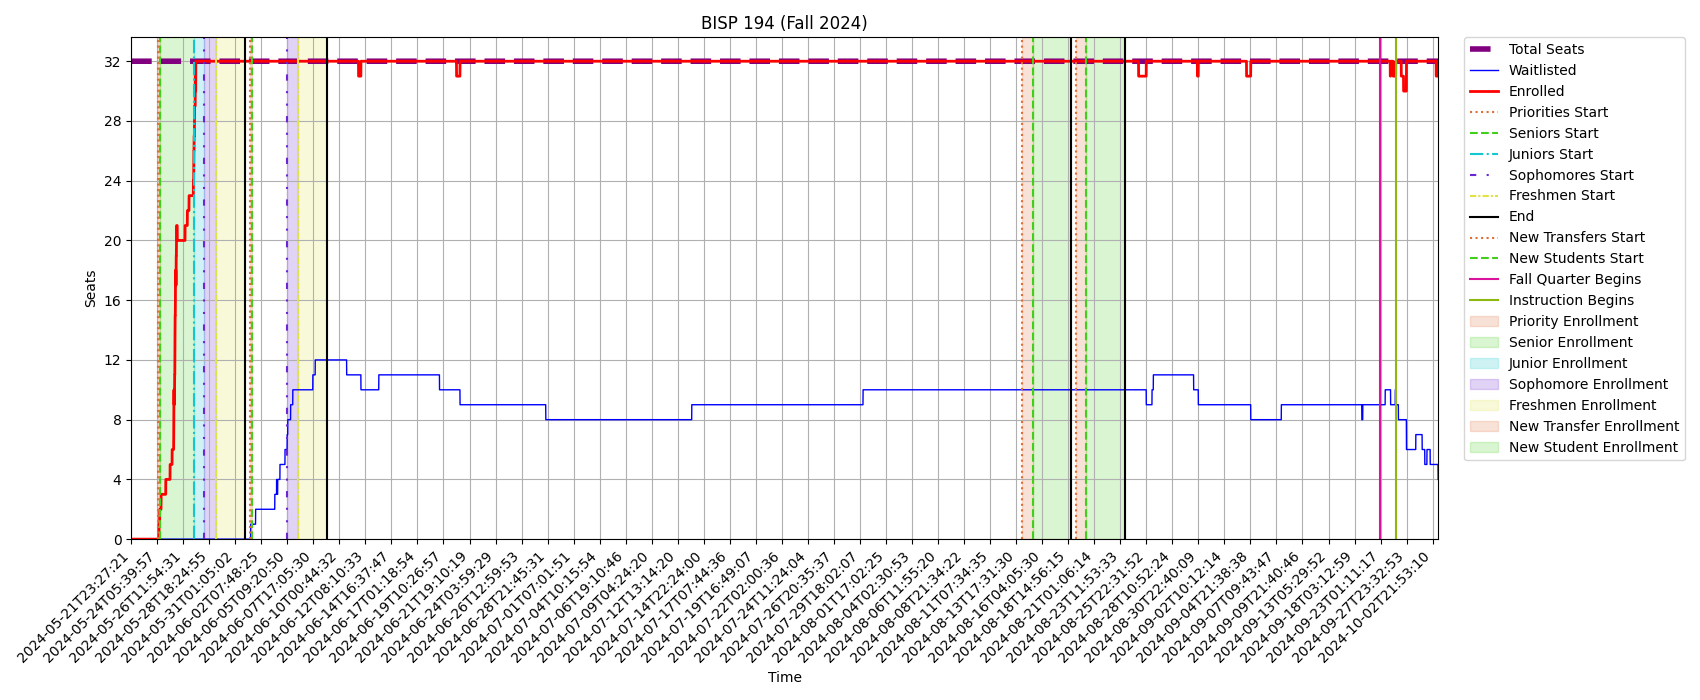 BISP 194 (Fall 2024)
Seats
32
28
24
20
16
12
8
4
0
2024-05-21T23:27:21
2024-05-24T05:39:57
2024-05-26T11:54:31
2024-05-28T18:24:55
2024-05-31T01:05:02
2024-06-02T07:48:25
2024-06-05T09:20:50
2024-06-07T17:05:30
2024-06-10T00:44:32
2024-06-12T08:10:33
2024-06-14T16:37:47
2024-06-17T01:18:54
2024-06-19T10:26:57
2024-06-21T19:10:19
2024-06-24T03:59:29
2024-06-26T12:59:53
2024-06-28T21:45:31
2024-07-01T07:01:51
2024-07-04T10:15:54
2024-07-06T19:10:46
2024-07-09T04:24:20
2024-07-12T13:14:20
2024-07-14T22:24:00
2024-07-17T07:44:36
2024-07-19T16:49:07
2024-07-22T02:00:36
2024-07-24T11:24:04
2024-07-26T20:35:37
2024-07-29T18:02:07
2024-08-01T17:02:25
2024-08-04T02:30:53
2024-08-06T11:55:20
2024-08-08T21:34:22
2024-08-11T07:34:35
2024-08-13T17:31:30
2024-08-16T04:05:30
2024-08-18T14:56:15
2024-08-21T01:06:14
2024-08-23T11:53:33
2024-08-25T22:31:52
2024-08-28T10:52:24
2024-08-30T22:40:09
2024-09-02T10:12:14
2024-09-04T21:38:38
2024-09-07T09:43:47
2024-09-09T21:40:46
2024-09-13T05:29:52
2024-09-18T03:12:59
2024-09-23T01:11:17
2024-09-27T23:32:53
2024-10-02T21:53:10
Time
Total Seats
Waitlisted
Enrolled
Priorities Start
Seniors Start
Juniors Start
Sophomores Start
Freshmen Start
End
New Transfers Start
New Students Start
Fall Quarter Begins
Instruction Begins
Priority Enrollment
Senior Enrollment
Junior Enrollment
Sophomore Enrollment
Freshmen Enrollment
New Transfer Enrollment
New Student Enrollment